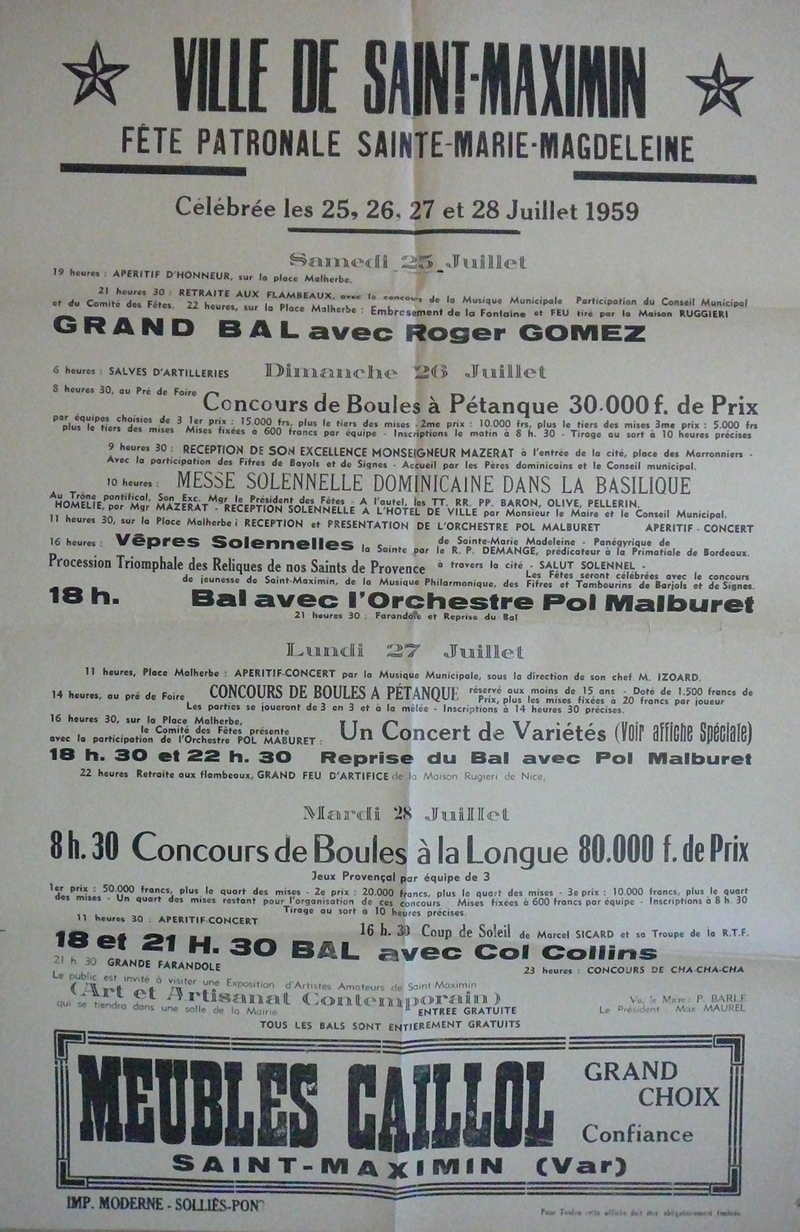 VILLE DE SAINT-MAXIMIN
FÊTE PATRONALE SAINTE-MARIE-MAGDELEINE
Célébrée les 25, 26, 27 et 28 Juillet 1959
Samedi 25 Juillet
19 heures : APERITIF D'HONNEUR, sur la place Malherbe.
21 heures 30 : RETRAITE AUX FLAMBEAUX, avec le concours de la Musique Municipale Participation du Conseil Municipal
et du Comité des Fêtes. 22 heures, sur la Place Malherbe : Embrasement de la Fontaine et FEU tiré par la Maison RUGGIERI
GRAND BAL avec Roger GOMEZ
Dimanche 26 Juillet
6 heures : SALVES D'ARTILLERIES
8 heures 30, au Pré de Foire Concours de Boules à Pétanque 30.000 f. de Prix
par équipes choisies de 3 1er prix : 15.000 frs, plus le tiers des mises - 2me prix : 10.000 frs, plus le tiers des mises 3me prix : 5.000 frs
plus le tiers des mises Mises fixées à 600 francs par équipe - Inscriptions le matin à 8 h. 30 - Tirage au sort à 10 heures précises
9 heures 30 : RECEPTION DE SON EXCELLENCE MONSEIGNEUR MAZERAT à l'entrée de la cité, place des Marronniers -
Avec la participation des Fifres de Bayols et de Signes - Accueil par les Pères dominicains et le Conseil municipal.
10 heures : MESSE SOLENNELLE DOMINICAINE DANS LA BASILIQUE
Au Trône pontifical, Son Exc. Mgr le Président des Fêtes - A l'autel, les TT. RR. PP. BARON, OLIVE, PELLERIN.
HOMELIE, par Mgr MAZERAT - RECEPTION SOLENNELLE A L'HOTEL DE VILLE par Monsieur le Maire et le Conseil Municipal.
11 heures 30, sur la Place Malherbe : RECEPTION et PRESENTATION DE L'ORCHESTRE POL MALBURET APERITIF - CONCERT
16 heures : Vêpres Solennelles de Sainte-Marie Madeleine - Panégyrique de
la Sainte par le R. P. DEMANGE, prédicateur à la Primatiale de Bordeaux.
Procession Triomphale des Reliques de nos Saints de Provence à travers la cité - SALUT SOLENNEL -
Les Fêtes seront célébrées avec le concours
de jeunesse de Saint-Maximin, de la Musique Philarmonique, des Fifres et Tambourins de Barjols et de Signes.
18 h. Bal avec l'Orchestre Pol Malburet
21 heures 30 : Farandole et Reprise du Bal
Lundi 27 Juillet
11 heures, Place Malherbe : APERITIF-CONCERT par la Musique Municipale, sous la direction de son chef M. IZOARD.
14 heures, au pré de Foire CONCOURS DE BOULES A PÉTANQUE réservé aux moins de 15 ans - Doté de 1.500 francs de
Prix, plus les mises fixées à 20 francs par joueur
Les parties se joueront de 3 en 3 et à la mêlée - Inscriptions à 14 heures 30 précises.
16 heures 30, sur la Place Malherbe,
le Comité des Fêtes présente
avec la participation de l'Orchestre POL MABURET : Un Concert de Variétés (Voir affiche Spéciale)
18 h. 30 et 22 h. 30 Reprise du Bal avec Pol Malburet
22 heures Retraite aux flambeaux, GRAND FEU D'ARTIFICE de la Maison Rugieri de Nice,
Mardi 28 Juillet
8 h. 30 Concours de Boules à la Longue 80.000 f. de Prix
Jeux Provençal par équipe de 3
1er prix : 50.000 francs, plus le quart des mises - 2e prix : 20.000 francs, plus le quart des mises - 3e prix : 10.000 francs, plus le quart
des mises - Un quart des mises restant pour l'organisation de ces concours - Mises fixées à 600 francs par équipe - Inscriptions à 8 h. 30
Tirage au sort à 10 heures précises.
11 heures 30 : APERITIF-CONCERT
16 h. 30 Coup de Soleil de Marcel SICARD et sa Troupe de la R.T.F.
18 et 21 H. 30 BAL avec Col Collins
21 h 30 GRANDE FARANDOLE
23 heures : CONCOURS DE CHA-CHA-CHA
Le public est invité à visiter une Exposition d'Artistes Amateurs de Saint Maximin
(Art et Artisanat Contemporain)
qui se tiendra dans une salle de la Mairie
ENTREE GRATUITE
Vu, le Maire : P. BARLE
Le Président Max MAUREL
TOUS LES BALS SONT ENTIEREMENT GRATUITS
MEUBLES CAILLOL
GRAND
CHOIX
Confiance
SAINT-MAXIMIN (Var)
IMP. MODERNE - SOLLIÈS-PONT